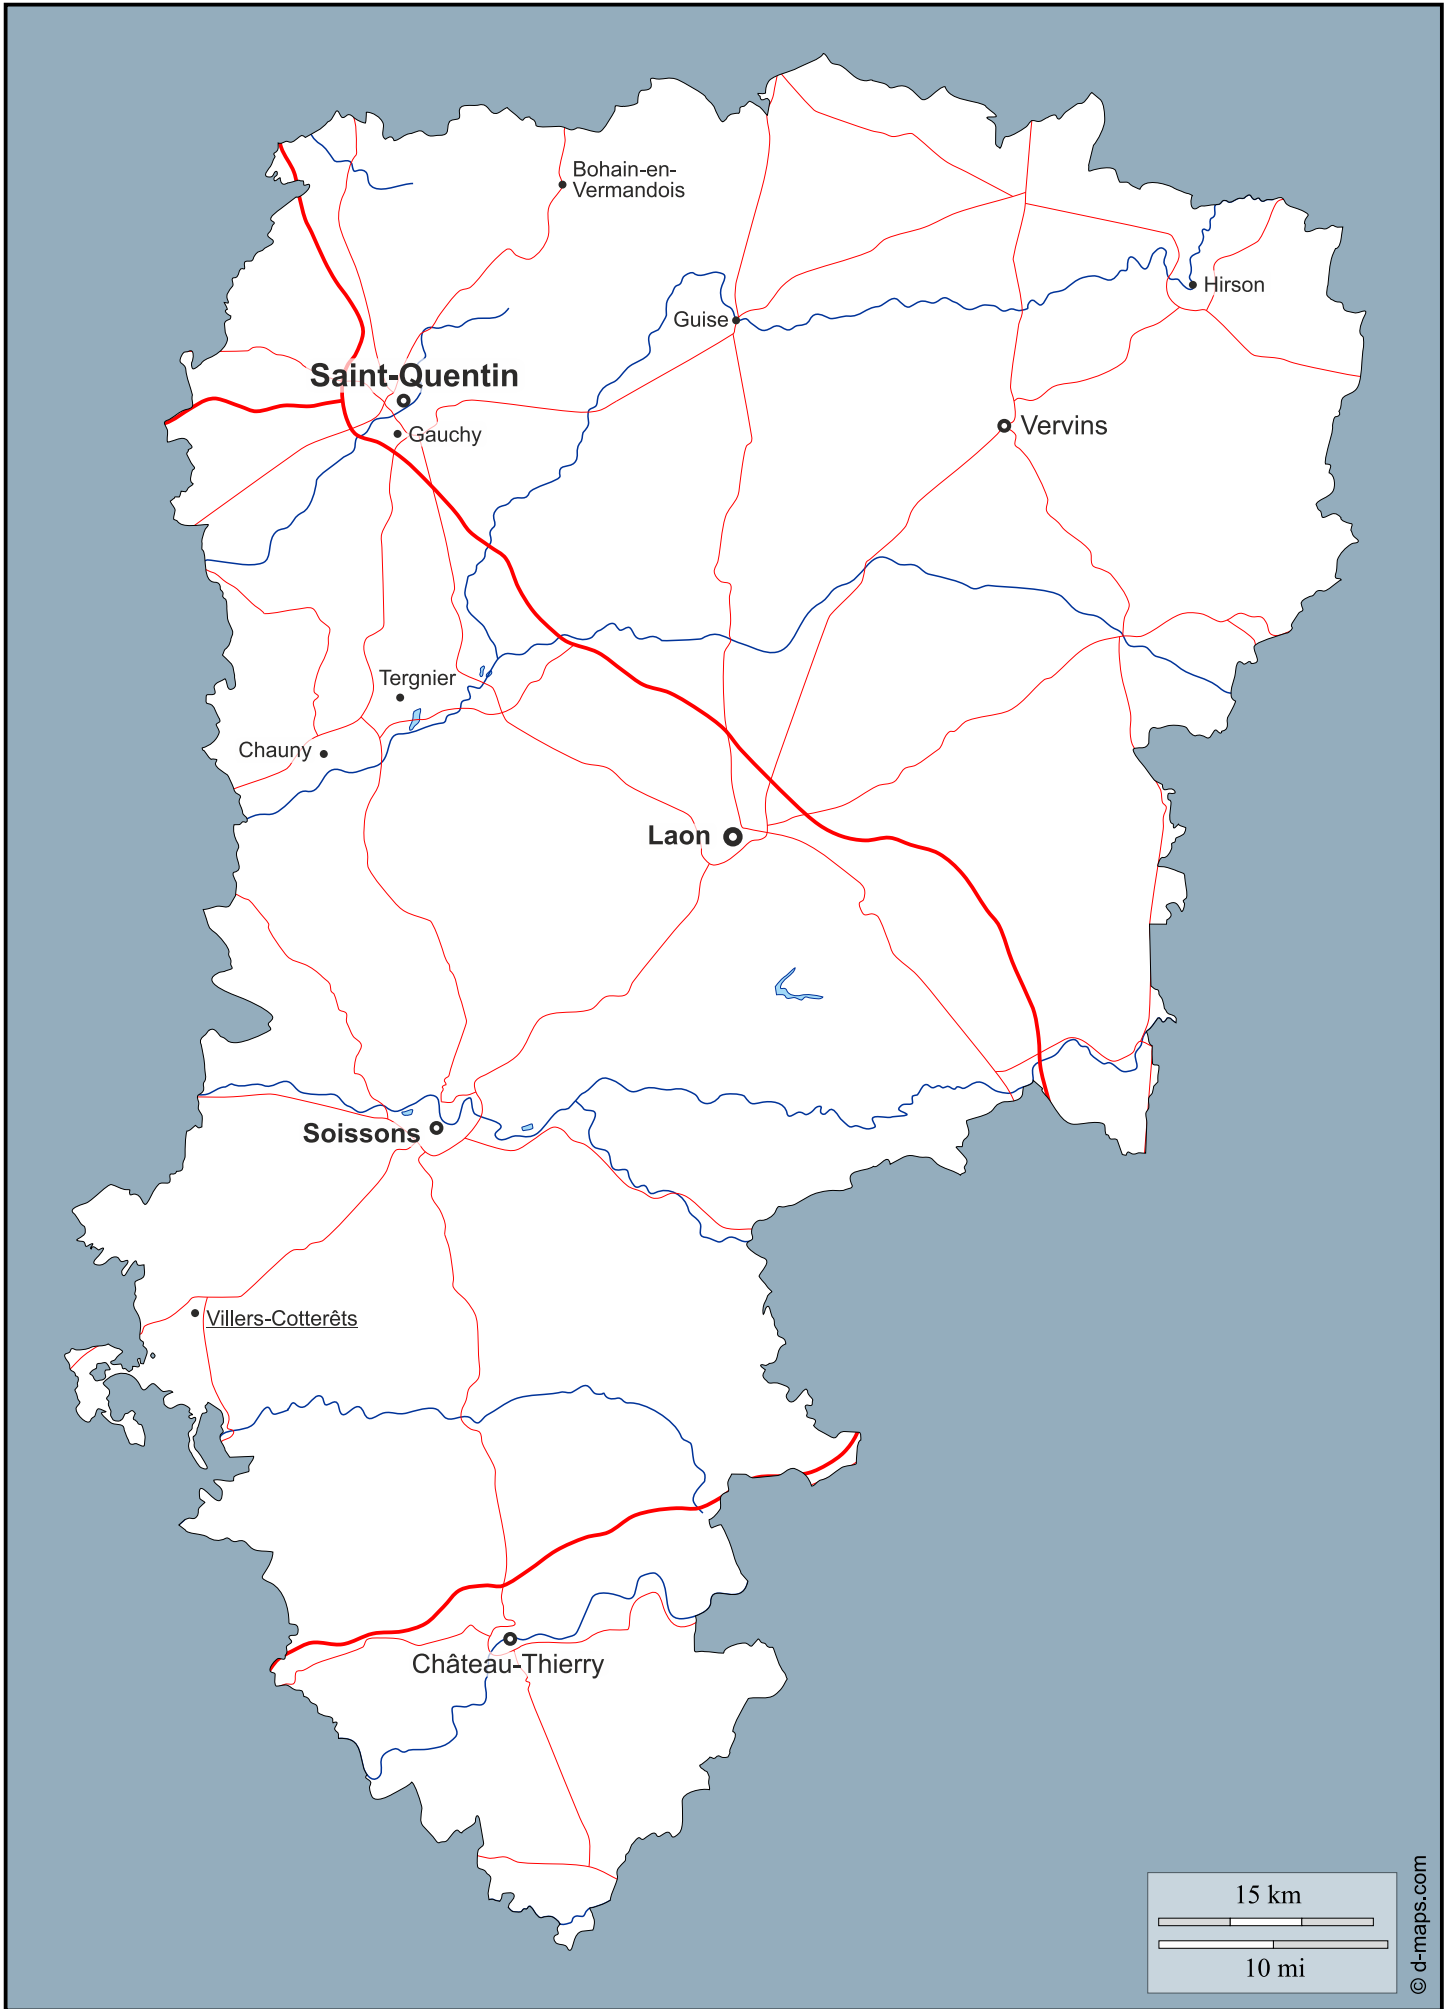 Bohain-en-
Vermandois
Hirson
Guise
Saint-Quentin
Gauchy
Vervins
Tergnier
Chauny
Laon
Soissons
Villers-Cotterêts
Château-Thierry
15 km
10 mi
© d-maps.com